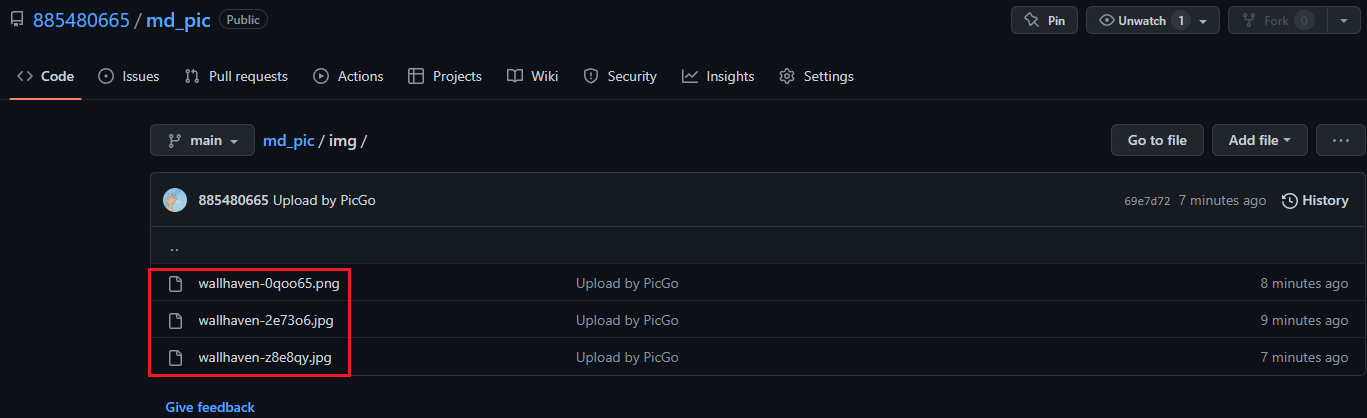 885480665 / md_pic Public Pin Unwatch 1 Fork 0
Code Issues Pull requests Actions Projects Wiki Security Insights Settings
main md_pic / img / Go to file Add file ...
885480665 Upload by PicGo 69e7d72 7 minutes ago History
..
wallhaven-0qoo65.png Upload by PicGo 8 minutes ago
wallhaven-2e73o6.jpg Upload by PicGo 9 minutes ago
wallhaven-z8e8qy.jpg Upload by PicGo 7 minutes ago
Give feedback